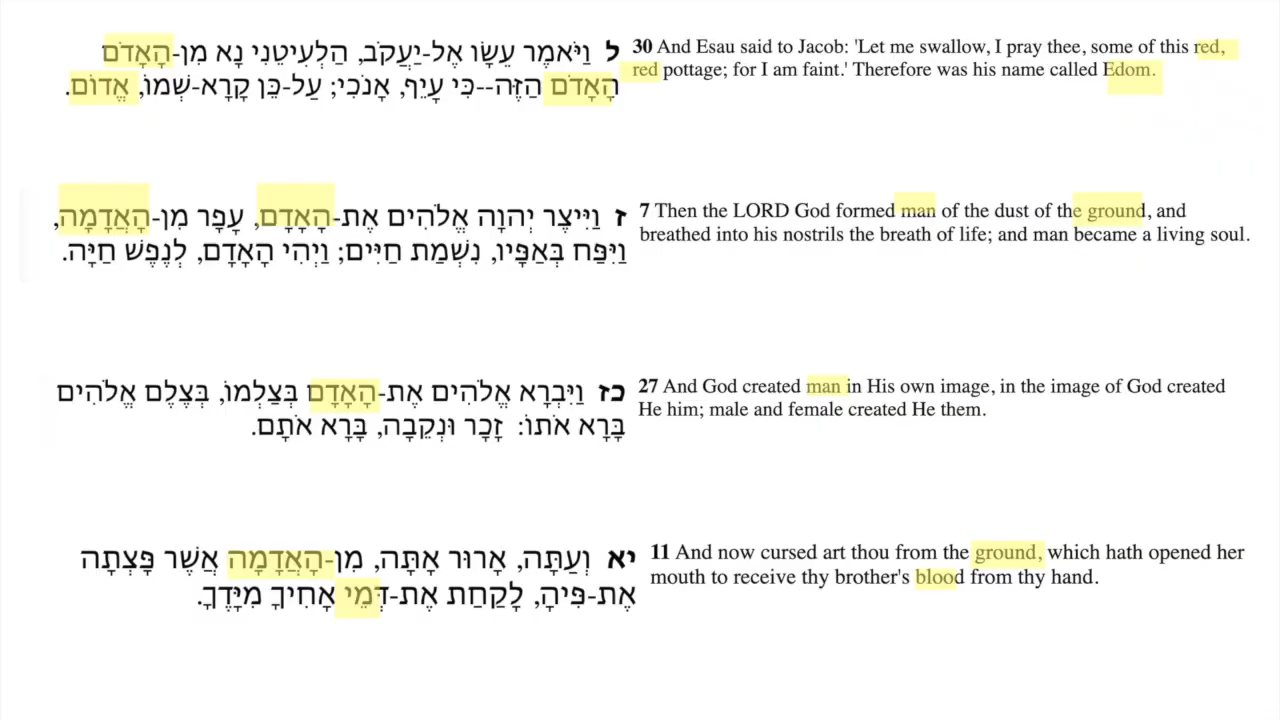 ל וַיֹּאמֶר עֵשָׂו אֶל-יַעֲקֹב, הַלְעִיטֵנִי נָא מִן-הָאָדֹם
הָאָדֹם הַזֶּה--כִּי עָיֵף, אָנֹכִי; עַל-כֵּן קָרָא-שְׁמוֹ, אֱדוֹם.
30 And Esau said to Jacob: 'Let me swallow, I pray thee, some of this red,
red pottage; for I am faint.' Therefore was his name called Edom.
ז וַיִּיצֶר יְהוָה אֱלֹהִים אֶת-הָאָדָם, עָפָר מִן-הָאֲדָמָה,
וַיִּפַּח בְּאַפָּיו, נִשְׁמַת חַיִּים; וַיְהִי הָאָדָם, לְנֶפֶשׁ חַיָּה.
7 Then the LORD God formed man of the dust of the ground, and
breathed into his nostrils the breath of life; and man became a living soul.
כז וַיִּבְרָא אֱלֹהִים אֶת-הָאָדָם בְּצַלְמוֹ, בְּצֶלֶם אֱלֹהִים
בָּרָא אֹתוֹ: זָכָר וּנְקֵבָה, בָּרָא אֹתָם.
27 And God created man in His own image, in the image of God created
He him; male and female created He them.
יא וְעַתָּה, אָרוּר אָתָּה, מִן-הָאֲדָמָה אֲשֶׁר פָּצְתָה
אֶת-פִּיהָ, לָקַחַת אֶת-דְּמֵי אָחִיךָ מִיָּדֶךָ.
11 And now cursed art thou from the ground, which hath opened her
mouth to receive thy brother's blood from thy hand.